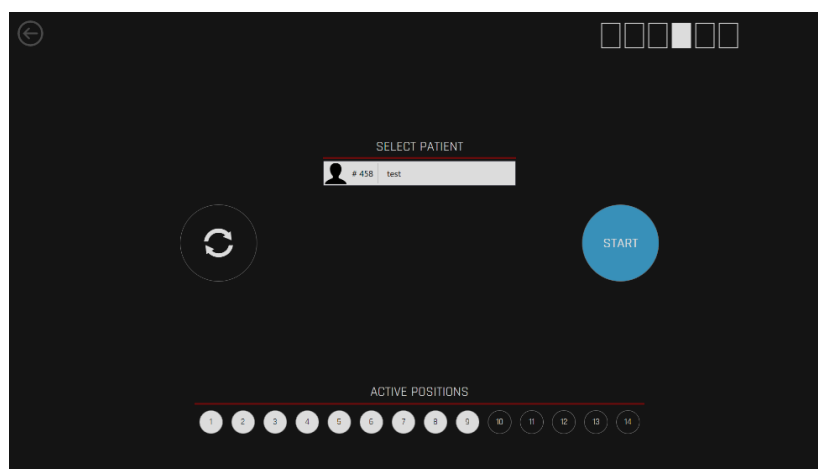 SELECT PATIENT
# 458 test
START
ACTIVE POSITIONS
1 2 3 4 5 6 7 8 9 10 11 12 13 14